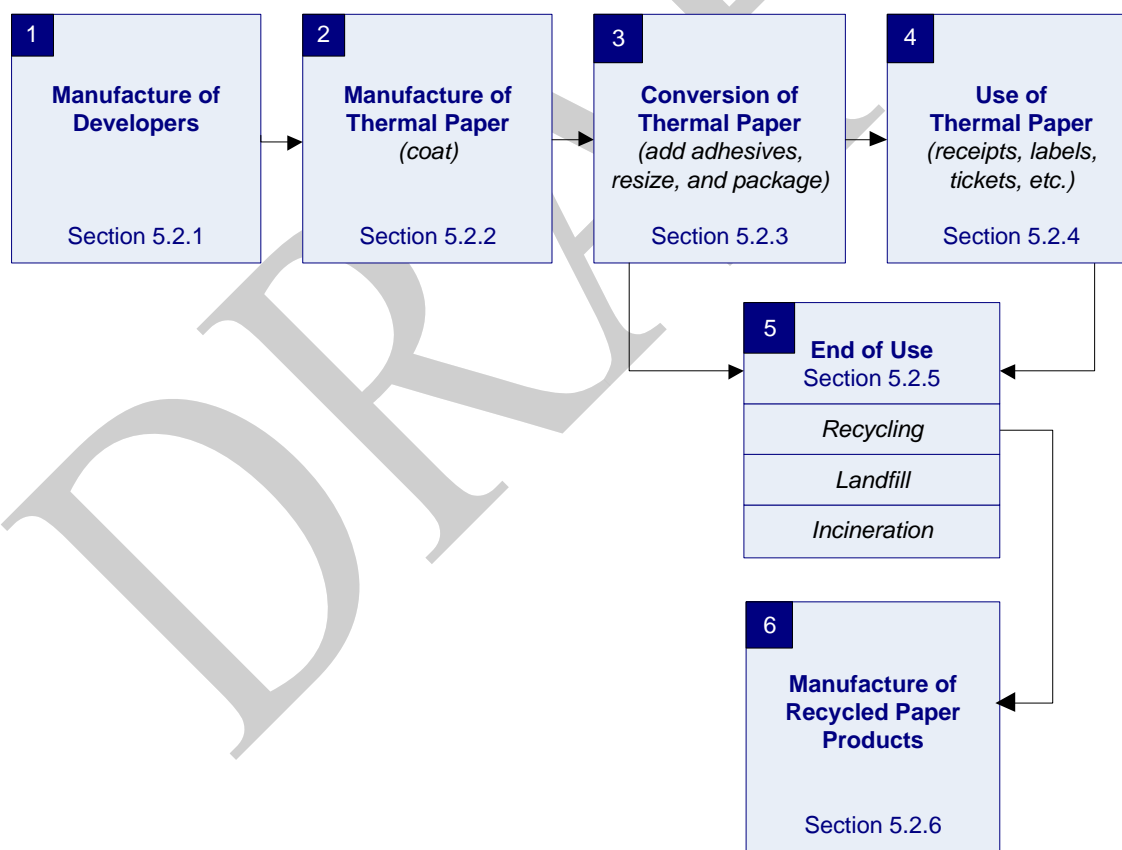 1
Manufacture of
Developers
Section 5.2.1
2
Manufacture of
Thermal Paper
(coat)
Section 5.2.2
3
Conversion of
Thermal Paper
(add adhesives,
resize, and package)
Section 5.2.3
4
Use of
Thermal Paper
(receipts, labels,
tickets, etc.)
Section 5.2.4
5
End of Use
Section 5.2.5
Recycling
Landfill
Incineration
6
Manufacture of
Recycled Paper
Products
Section 5.2.6